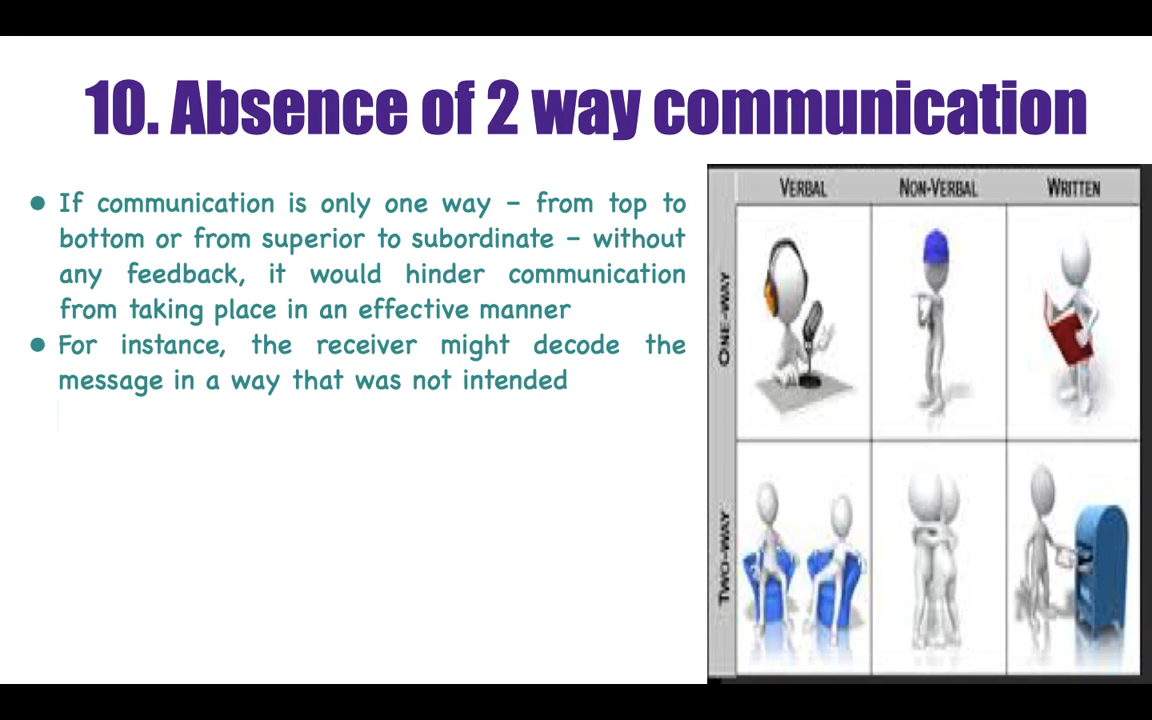 10. Absence of 2 way communication
● If communication is only one way – from top to
bottom or from superior to subordinate – without
any feedback, it would hinder communication
from taking place in an effective manner
● For instance, the receiver might decode the
message in a way that was not intended
VERBAL NON-VERBAL WRITTEN
ONE-WAY
TWO-WAY